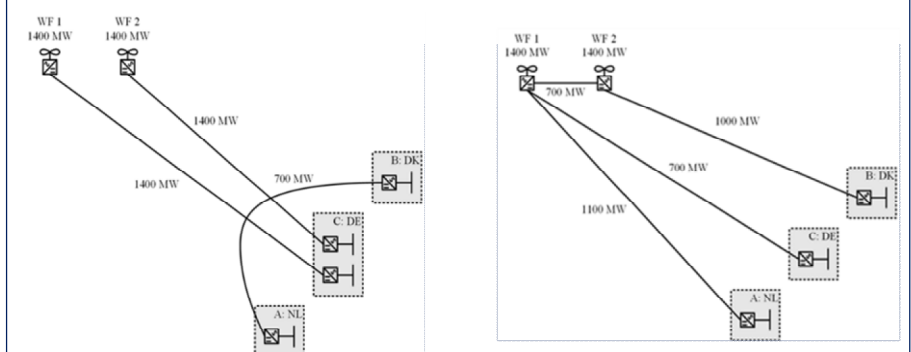 WF 1
1400 MW
WF 2
1400 MW
1400 MW
1400 MW
700 MW
B: DK
C: DE
A: NL
WF 1
1400 MW
WF 2
1400 MW
700 MW
1000 MW
700 MW
1100 MW
B: DK
C: DE
A: NL